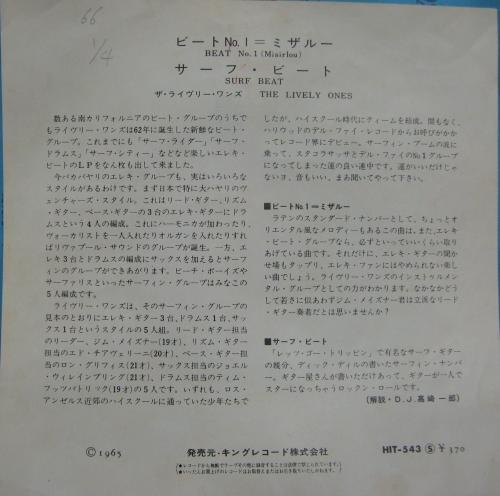 66
1/4
ビートNo.1＝ミザルー
BEAT No.1 (Misirlou)
サーフ・ビート
SURF BEAT
ザ・ライヴリー・ワンズ　THE LIVELY ONES
数ある南カリフォルニアのビート・グループのうちで
もライヴリー・ワンズは62年に誕生した新鮮なビート・
グループ。これまでにも「サーフ・ライダー」「サーフ・
ドラムス」「サーフ・シティー」などなど楽しいエレキ・
ビートのLPをなん枚も出して来ました。
今バカバヤリのエレキ・グループも、実はいろいろな
スタイルがあるわけです。まず日本で特に大ハヤリのヴ
ェンチャーズ・スタイル。これはリード・ギター、リズム・
ギター、ベース・ギターの3台のエレキ・ギターにドラ
ムスという4人の編成。これにハーモニカが加わったり、
ヴォーカリストを一人入れたりオルガンを入れたりすれ
ばリヴァプール・サウンドのグループが誕生。一方、エ
レキ3台とドラムスの編成にサックスを加えるとサーフ
ィンのグループができあがります。ビーチ・ボーイズや
サーファリスといったサーフィン・グループはみなこの
5人編成です。
ライヴリー・ワンズは、そのサーフィン・グループの
見本のとおりにエレキ・ギター3台、ドラムス1台、サッ
クス1台というスタイルの5人組。リード・ギター担当
のリーダー、ジム・メイズナー(19才)、リズム・ギター
担当のエド・チアヴェリーニ(20才)、ベース・ギター担
当のロン・グリフィス(21才)、サックス担当のジョエル・
ウィレインブリング(21才)、ドラムス担当のティム・
フッツパトリック(19才)の5人です。いずれも、ロス・
アンゼルス近郊のハイスクールに通っていた少年たちで
したが、ハイスクール時代にティームを結成。間もなく、
ハリウッドのデル・ファイ・レコードからお呼びがかか
ってレコード界にデビュー。サーフィン・ブームの波に
乗って、スタコラサッサとデル・ファイのNo.1グループ
になってしまった運の良い連中です。運がいいだけじゃ
ないヨ、音もいい、まあ聞いてやって下さい。
■ビートNo.1＝ミザルー
ラテンのスタンダード・ナンバーとして、ちょっとオ
リエンタル風なメロディーもあるこの曲は、また、エレキ
・ビート・グループなら、必ずといっていいくらい取り
あげている曲です。それだけに、エレキ・ギターの聞か
せ場もタップリ、エレキ・ファンにはやめられない楽し
い曲でしょう。ライヴリー・ワンズのインストゥルメン
タル・グループとしての力がわかります。なかなかどう
して若さに似あわずジム・メイズナー君は立派なリード
・ギター奏者だとは思いませんか？
■サーフ・ビート
「レッツ・ゴー・トリッピン」で有名なサーフ・ギター
の親分、ディック・ディルの書いたサーフィン・ナンバ
ー。ギター屋さんが書いただけあって、ギターが一人で
スターになっちゃうロックン・ロールです。
(解説・D.J.高崎一郎)
©1965
発売元・キングレコード株式会社
HIT-543 Ⓢ ¥370